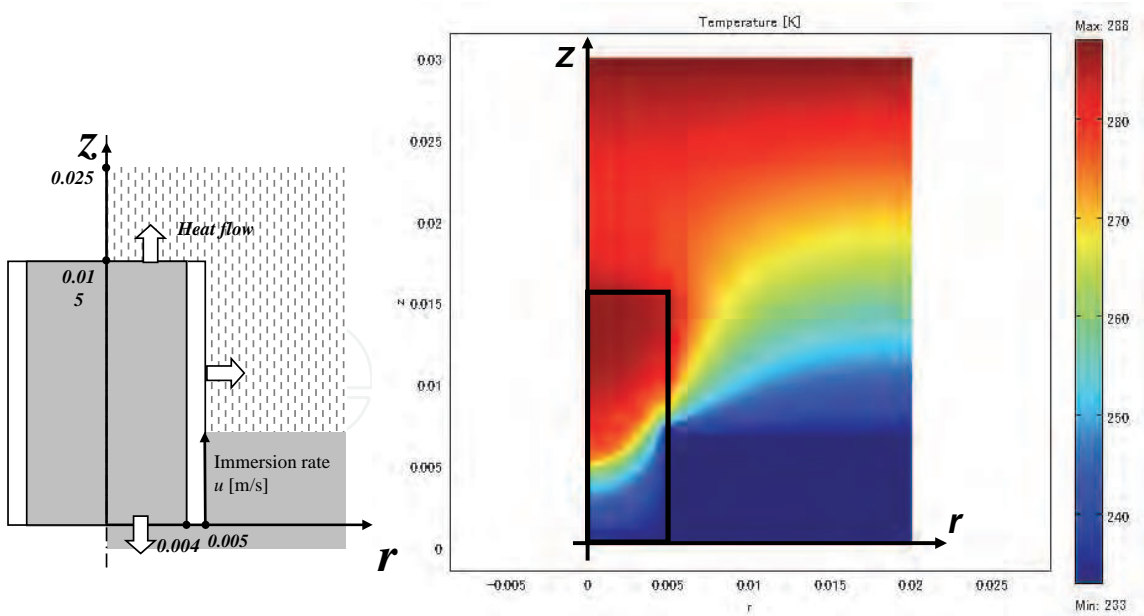 z
0.025
Heat flow
0.01
5
Immersion rate
u [m/s]
0.004
0.005
r
Temperature [K]
Max: 288
Z
0.03
0.025
0.02
z
0.015
0.01
0.005
0
r
-0.005
0
0.005
0.01
0.015
0.02
0.025
r
280
270
260
250
240
Min: 233